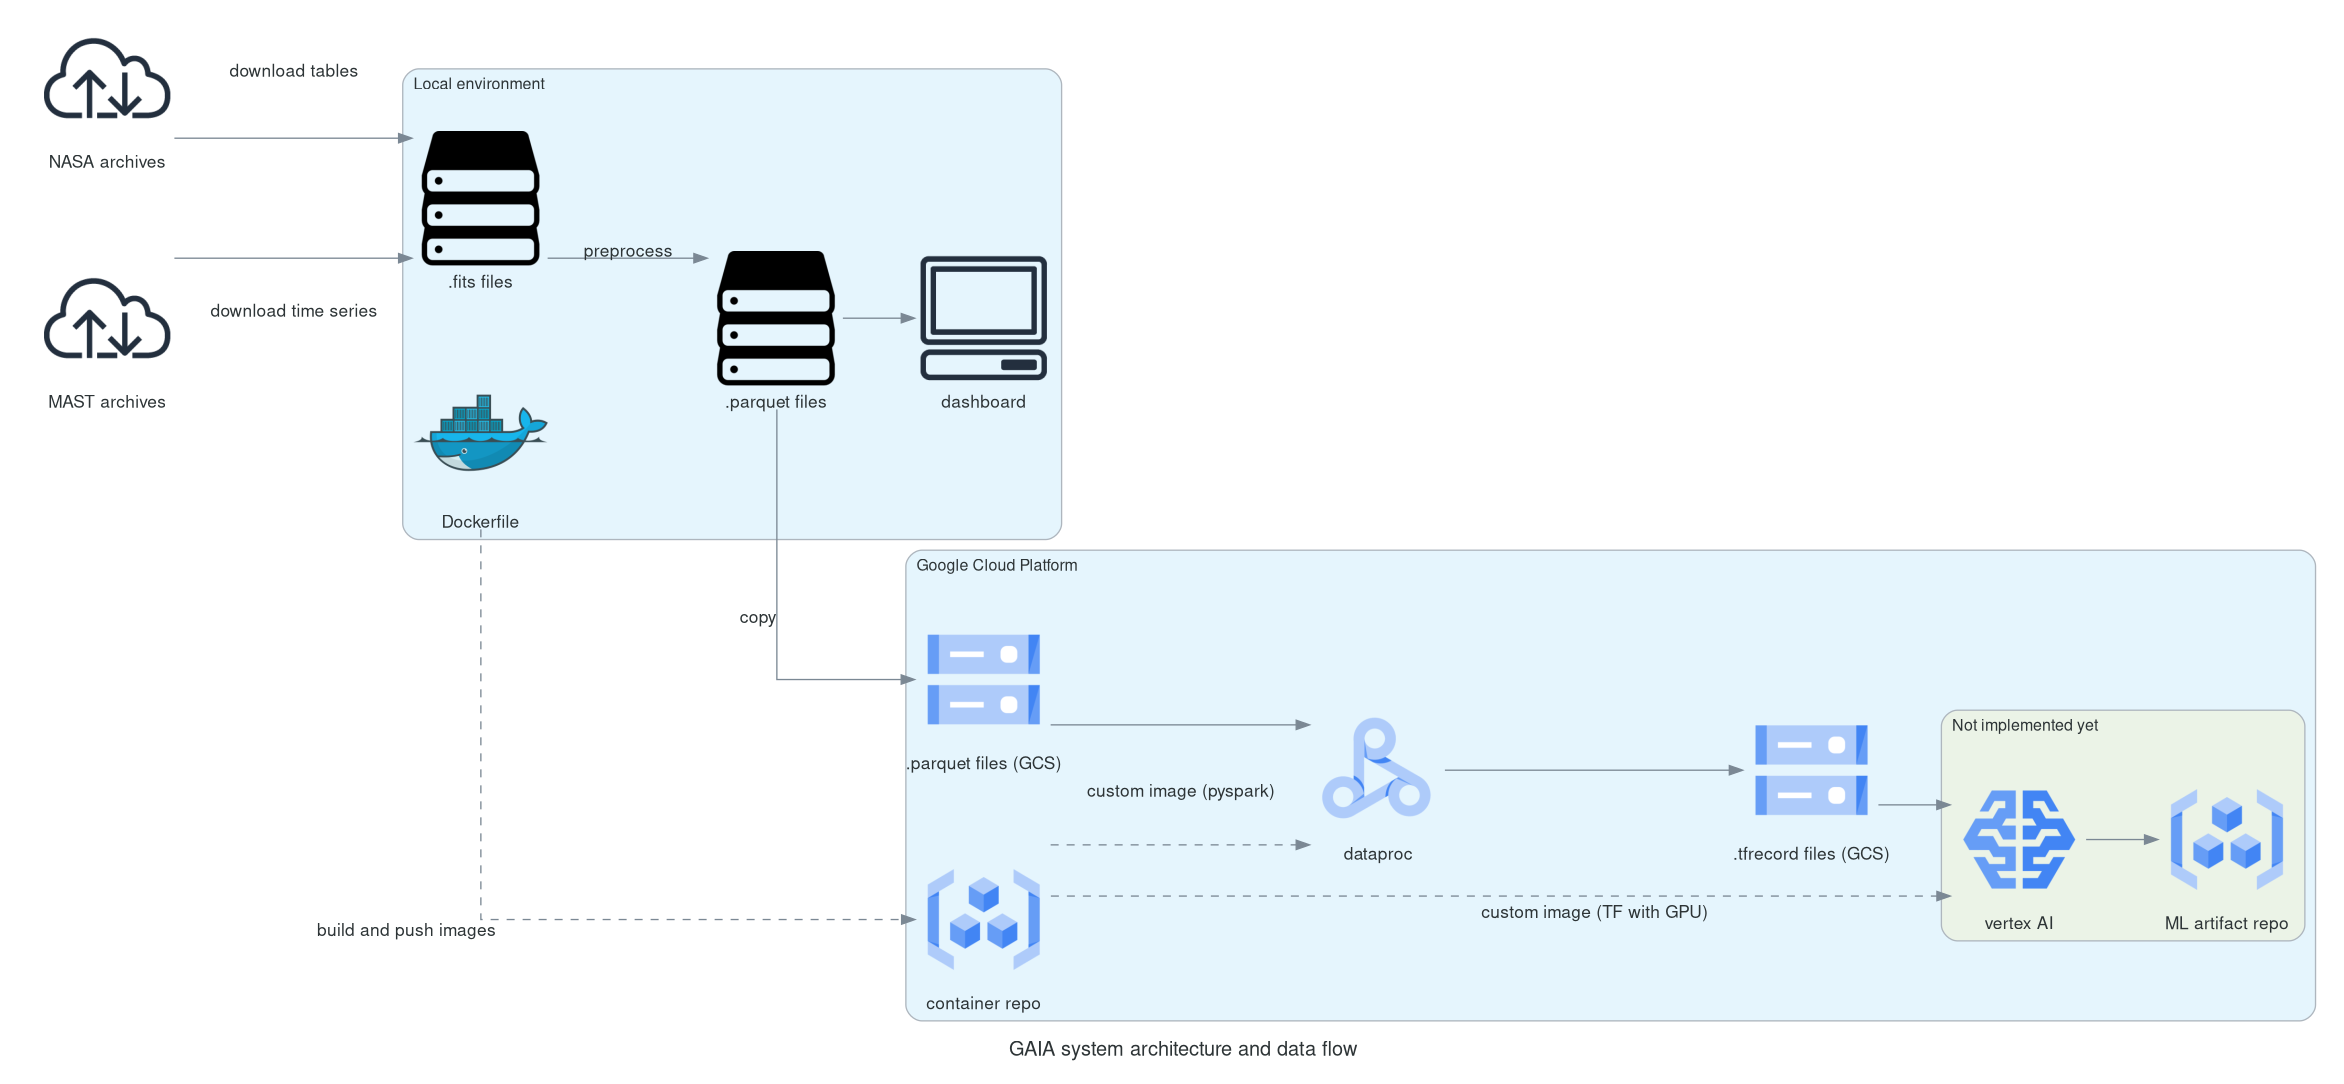 download tables
Local environment
NASA archives
preprocess
.fits files
download time series
MAST archives
.parquet files
dashboard
Dockerfile
Google Cloud Platform
copy
Not implemented yet
.parquet files (GCS)
custom image (pyspark)
dataproc
.tfrecord files (GCS)
custom image (TF with GPU)
vertex AI
ML artifact repo
build and push images
container repo
GAIA system architecture and data flow